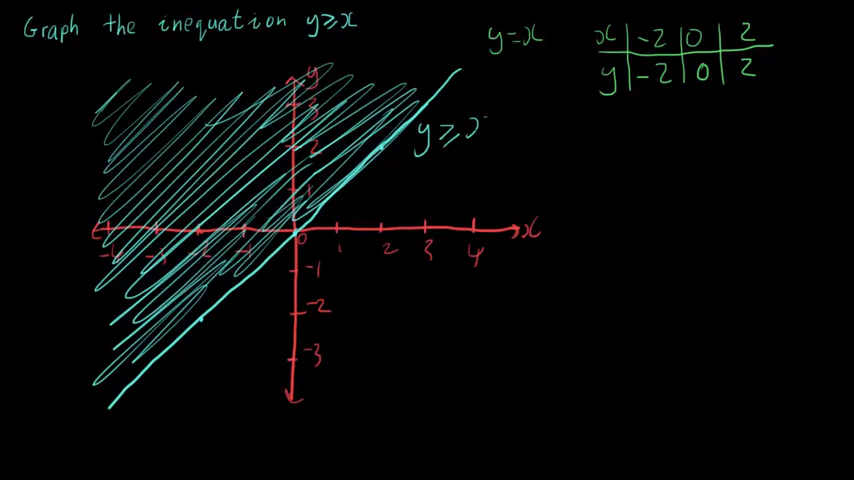 Graph the inequation y≥x
y=x
x | -2 | 0 | 2
y | -2 | 0 | 2
y
3
2
1
y≥x
0
x
-4 -3 -2 -1 1 2 3 4
-1
-2
-3